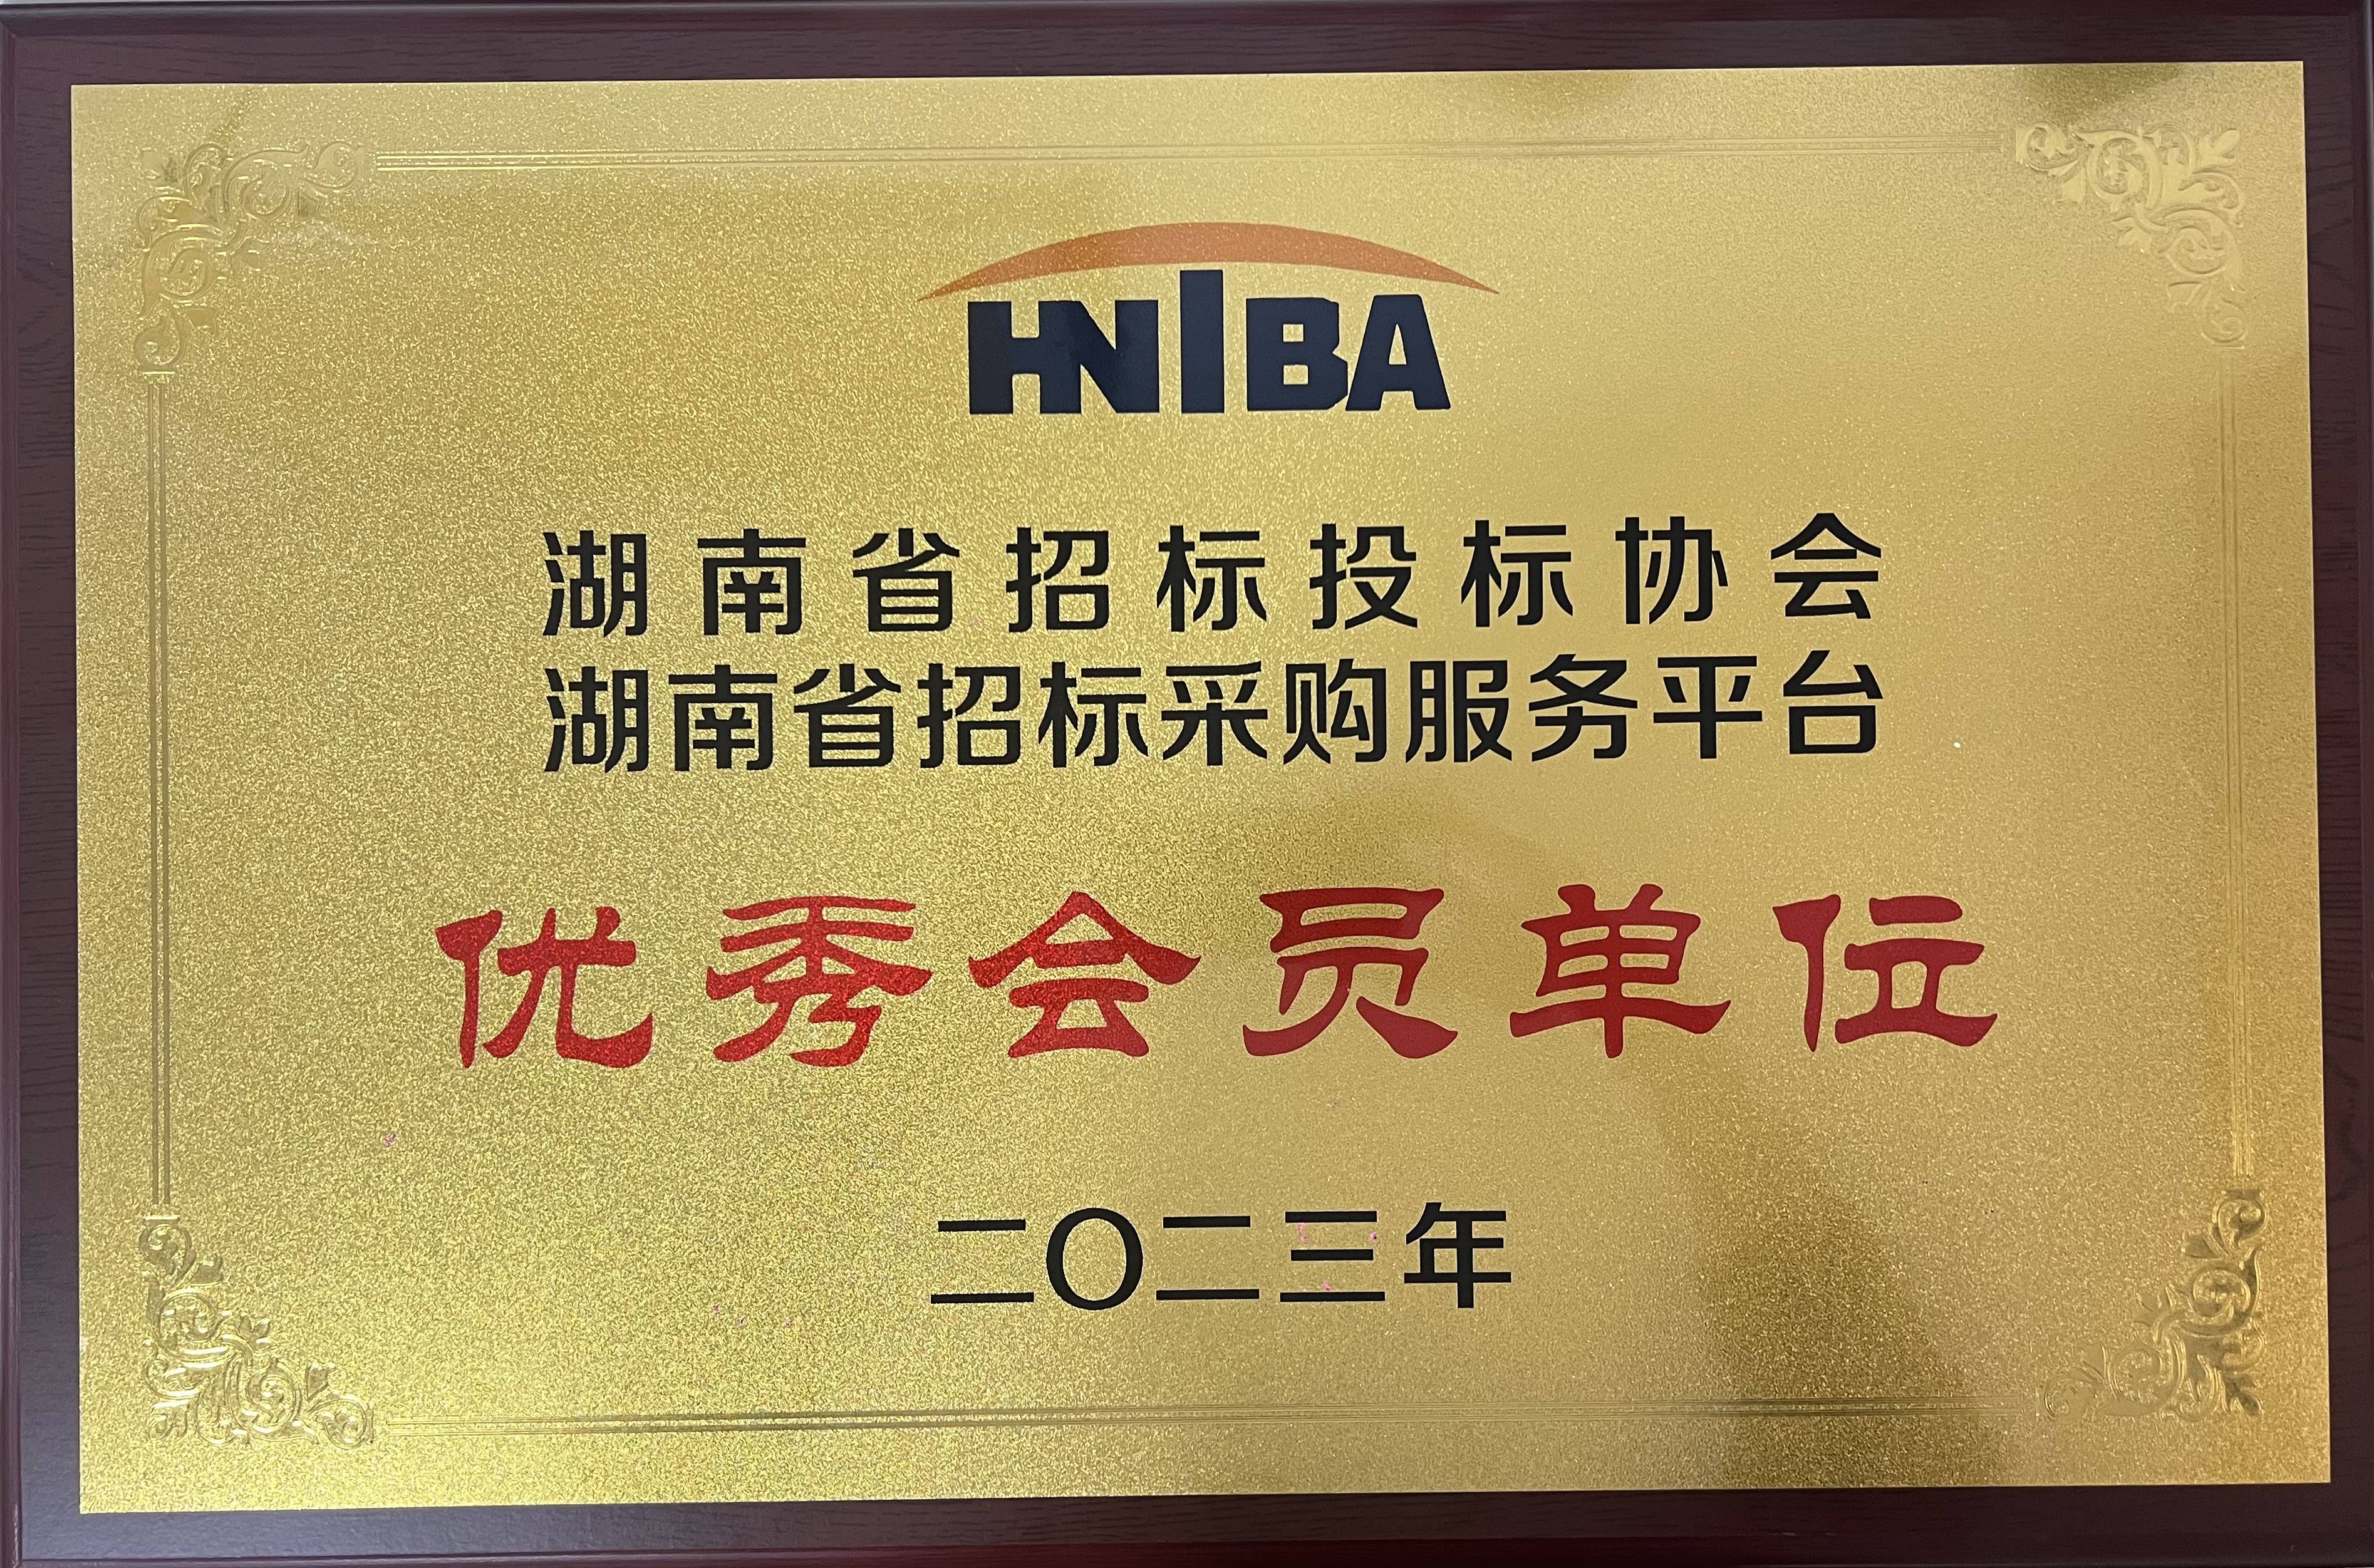 HNIBA
湖南省招标投标协会
湖南省招标采购服务平台
优秀会员单位
二〇二三年